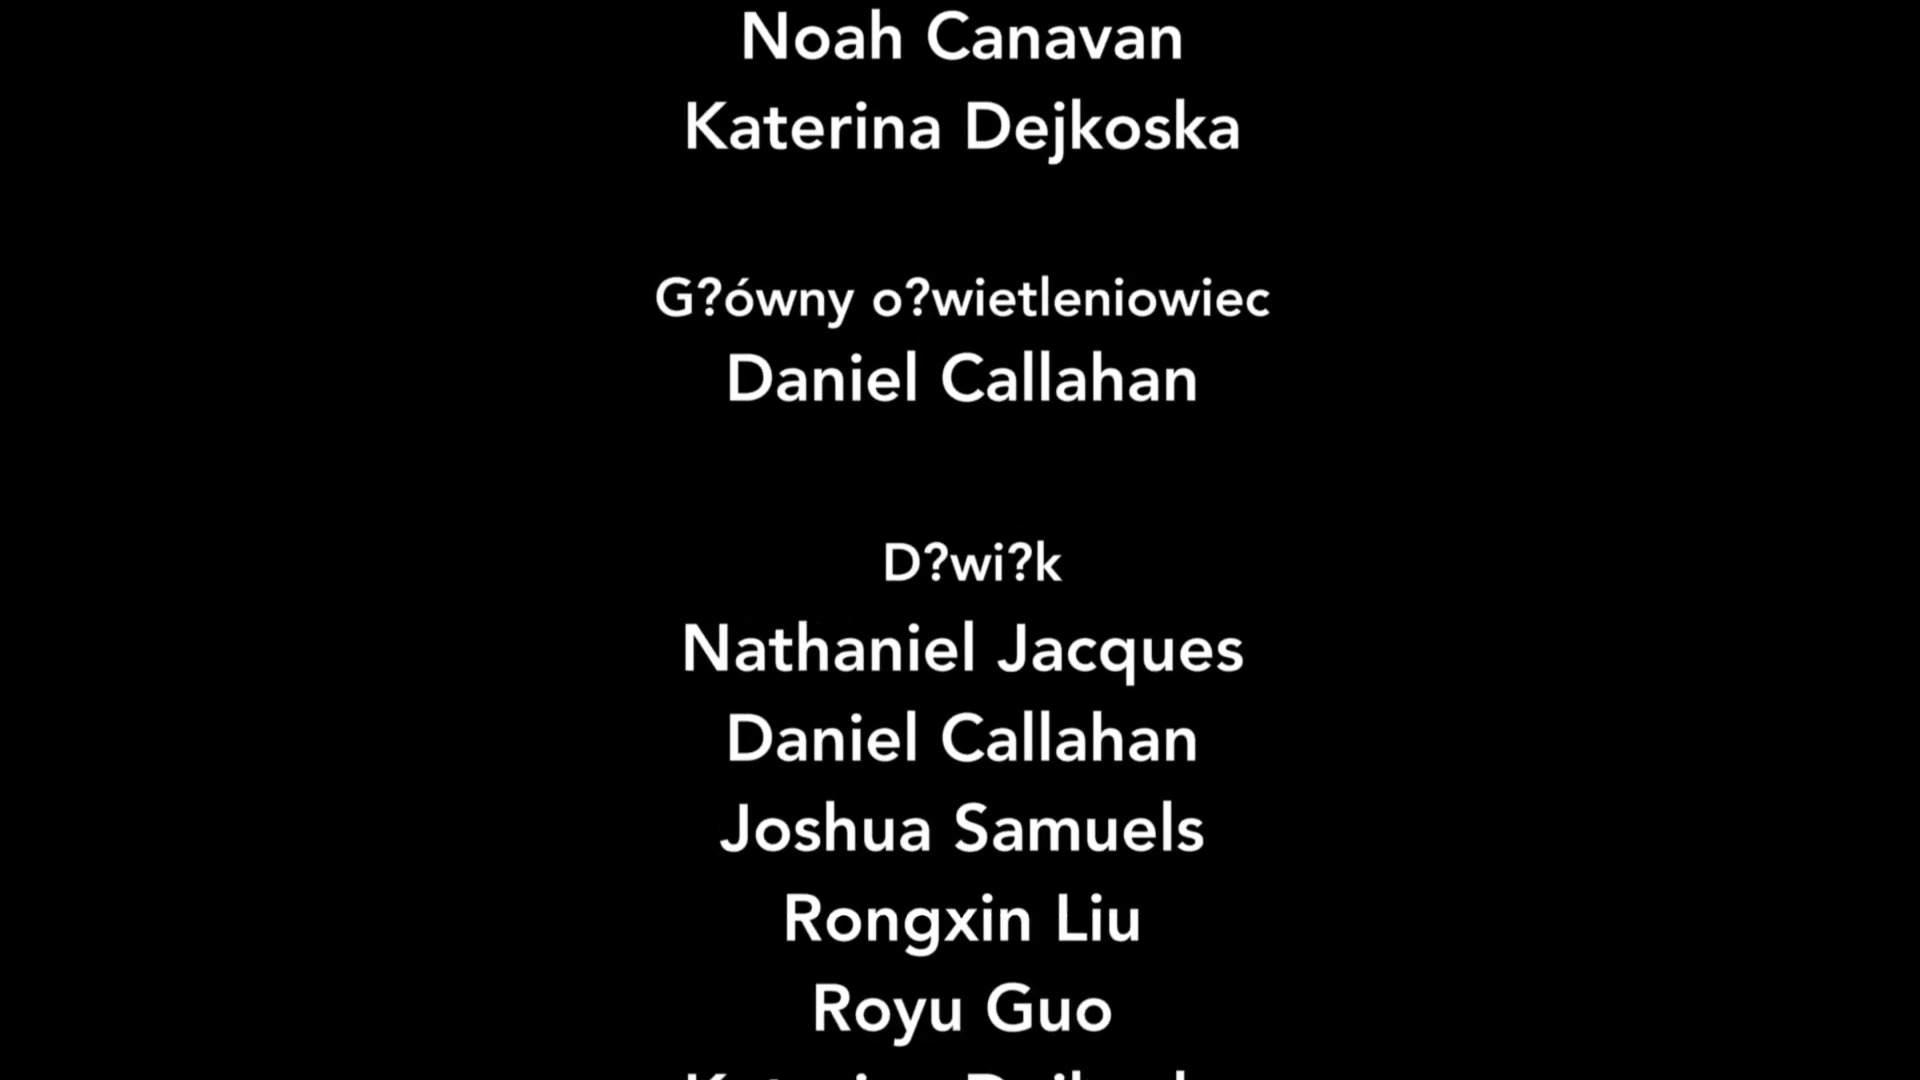 Noah Canavan
Katerina Dejkoska
G?ówny o?wietleniowiec
Daniel Callahan
D?wi?k
Nathaniel Jacques
Daniel Callahan
Joshua Samuels
Rongxin Liu
Royu Guo